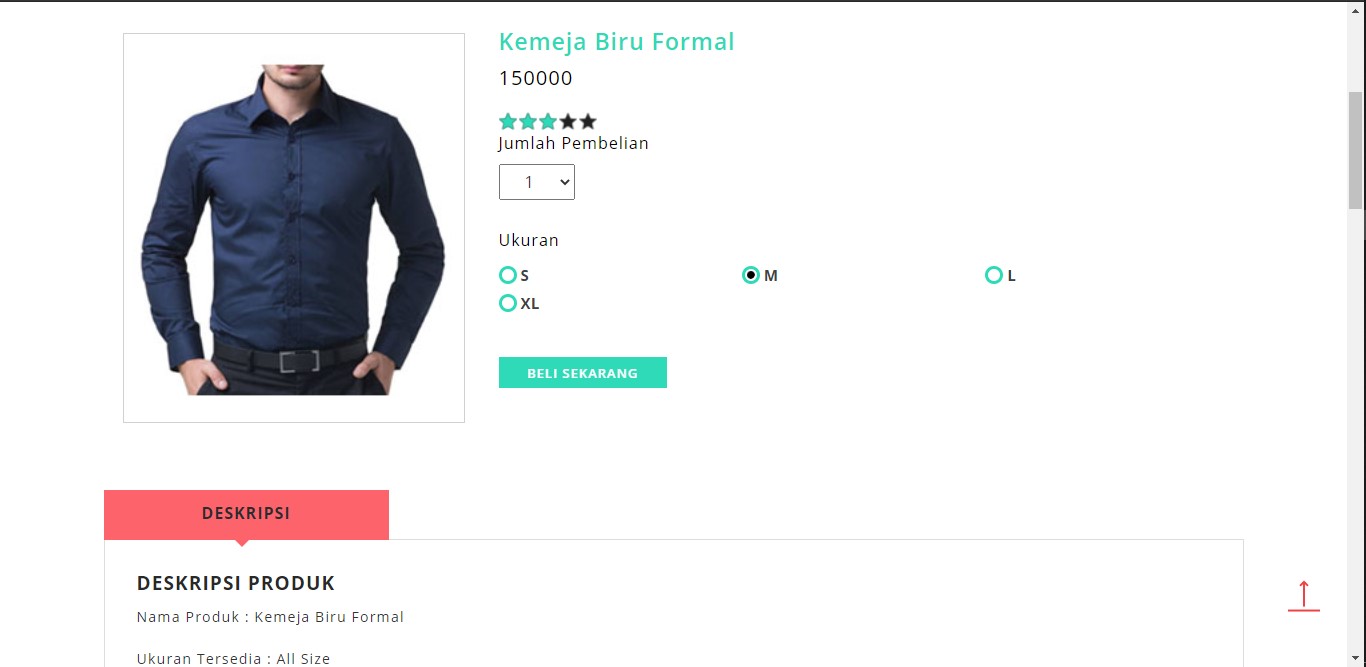 Kemeja Biru Formal
150000
Jumlah Pembelian
1
Ukuran
S
M
L
XL
BELI SEKARANG
DESKRIPSI
DESKRIPSI PRODUK
Nama Produk : Kemeja Biru Formal
Ukuran Tersedia : All Size